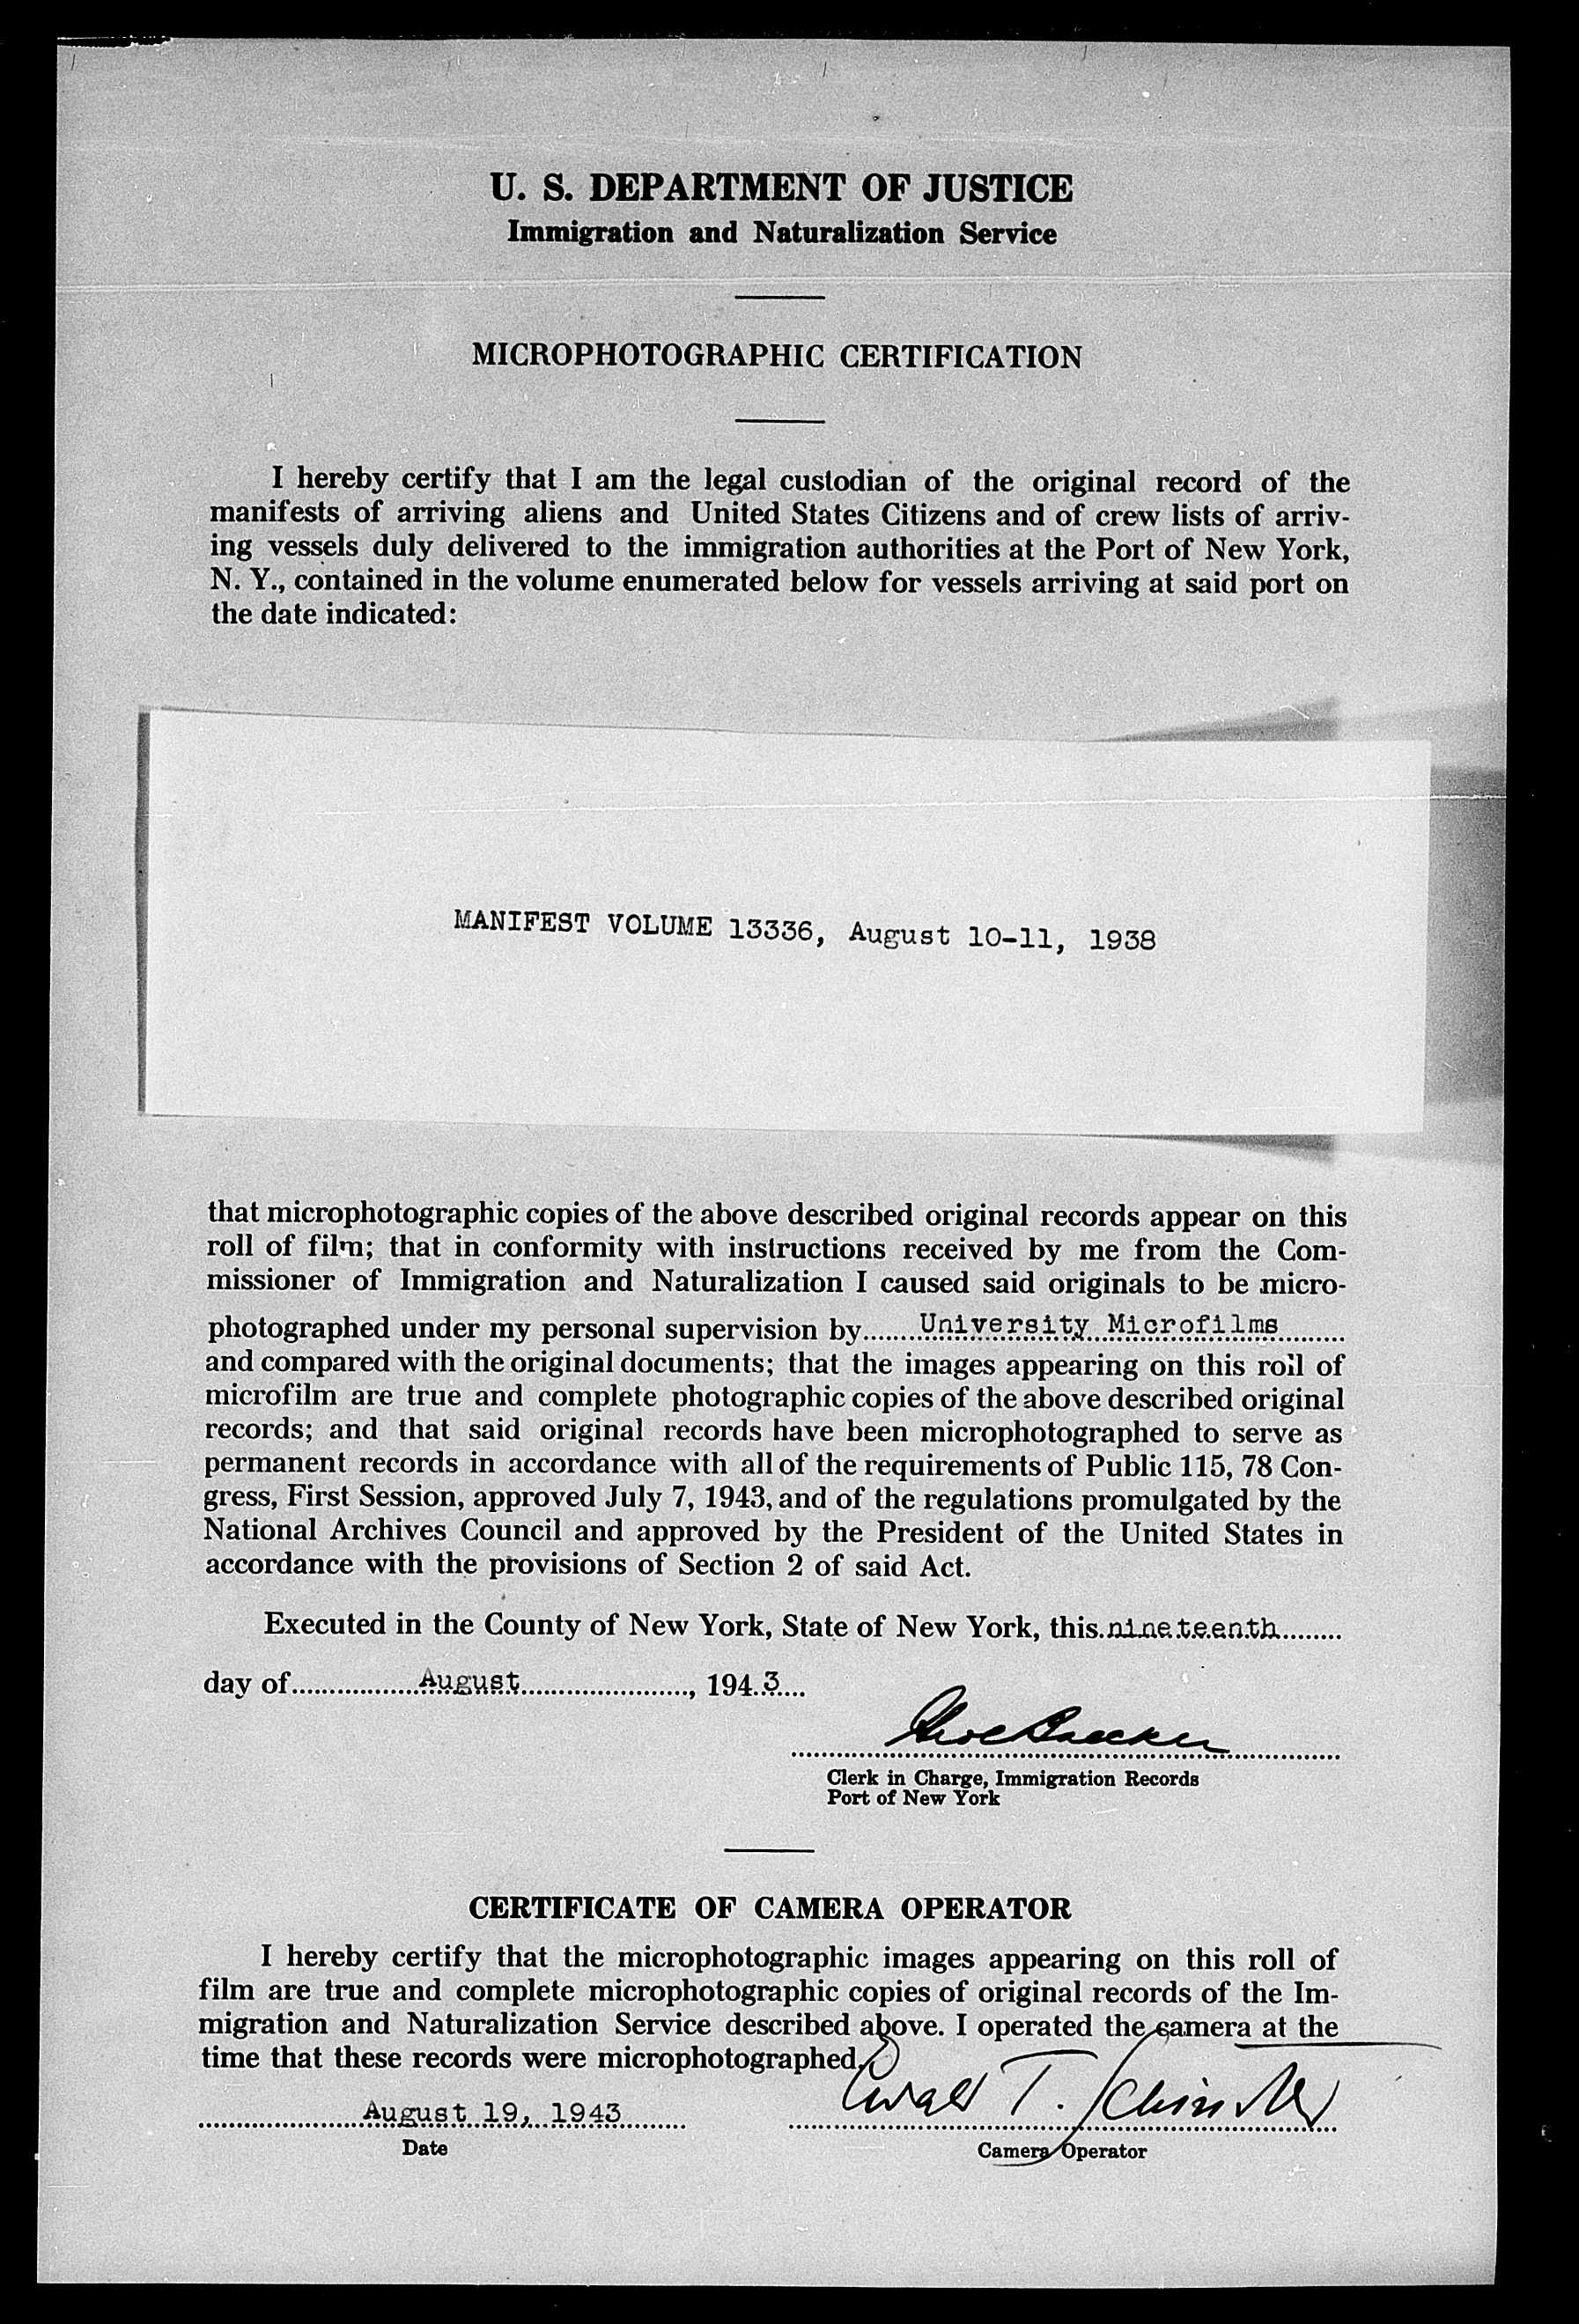 U. S. DEPARTMENT OF JUSTICE
Immigration and Naturalization Service
MICROPHOTOGRAPHIC CERTIFICATION
I hereby certify that I am the legal custodian of the original record of the
manifests of arriving aliens and United States Citizens and of crew lists of arriv-
ing vessels duly delivered to the immigration authorities at the Port of New York,
N. Y., contained in the volume enumerated below for vessels arriving at said port on
the date indicated:
MANIFEST VOLUME 13336, August 10-11, 1938
that microphotographic copies of the above described original records appear on this
roll of film; that in conformity with instructions received by me from the Com-
missioner of Immigration and Naturalization I caused said originals to be micro-
photographed under my personal supervision by University Microfilms
and compared with the original documents; that the images appearing on this roll of
microfilm are true and complete photographic copies of the above described original
records; and that said original records have been microphotographed to serve as
permanent records in accordance with all of the requirements of Public 115, 78 Con-
gress, First Session, approved July 7, 1943, and of the regulations promulgated by the
National Archives Council and approved by the President of the United States in
accordance with the provisions of Section 2 of said Act.
Executed in the County of New York, State of New York, this nineteenth
day of August, 1943
Clerk in Charge, Immigration Records
Port of New York
CERTIFICATE OF CAMERA OPERATOR
I hereby certify that the microphotographic images appearing on this roll of
film are true and complete microphotographic copies of original records of the Im-
migration and Naturalization Service described above. I operated the camera at the
time that these records were microphotographed.
August 19, 1943
Date
Camera Operator